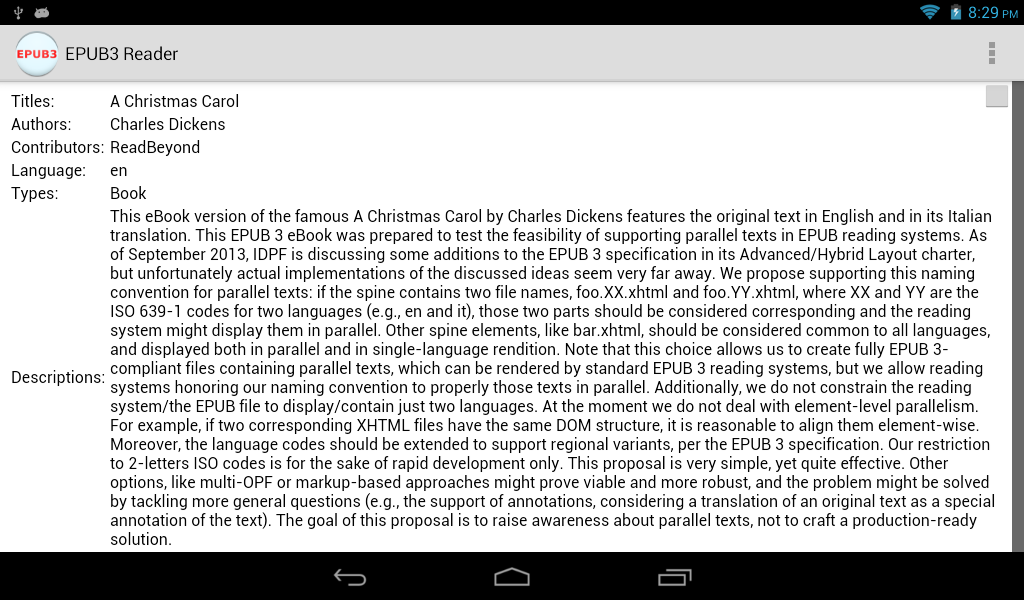 8:29 PM
EPUB3 EPUB3 Reader
Titles: A Christmas Carol
Authors: Charles Dickens
Contributors: ReadBeyond
Language: en
Types: Book
This eBook version of the famous A Christmas Carol by Charles Dickens features the original text in English and in its Italian
translation. This EPUB 3 eBook was prepared to test the feasibility of supporting parallel texts in EPUB reading systems. As
of September 2013, IDPF is discussing some additions to the EPUB 3 specification in its Advanced/Hybrid Layout charter,
but unfortunately actual implementations of the discussed ideas seem very far away. We propose supporting this naming
convention for parallel texts: if the spine contains two file names, foo.XX.xhtml and foo.YY.xhtml, where XX and YY are the
ISO 639-1 codes for two languages (e.g., en and it), those two parts should be considered corresponding and the reading
system might display them in parallel. Other spine elements, like bar.xhtml, should be considered common to all languages,
and displayed both in parallel and in single-language rendition. Note that this choice allows us to create fully EPUB 3-
Descriptions: compliant files containing parallel texts, which can be rendered by standard EPUB 3 reading systems, but we allow reading
systems honoring our naming convention to properly those texts in parallel. Additionally, we do not constrain the reading
system/the EPUB file to display/contain just two languages. At the moment we do not deal with element-level parallelism.
For example, if two corresponding XHTML files have the same DOM structure, it is reasonable to align them element-wise.
Moreover, the language codes should be extended to support regional variants, per the EPUB 3 specification. Our restriction
to 2-letters ISO codes is for the sake of rapid development only. This proposal is very simple, yet quite effective. Other
options, like multi-OPF or markup-based approaches might prove viable and more robust, and the problem might be solved
by tackling more general questions (e.g., the support of annotations, considering a translation of an original text as a special
annotation of the text). The goal of this proposal is to raise awareness about parallel texts, not to craft a production-ready
solution.